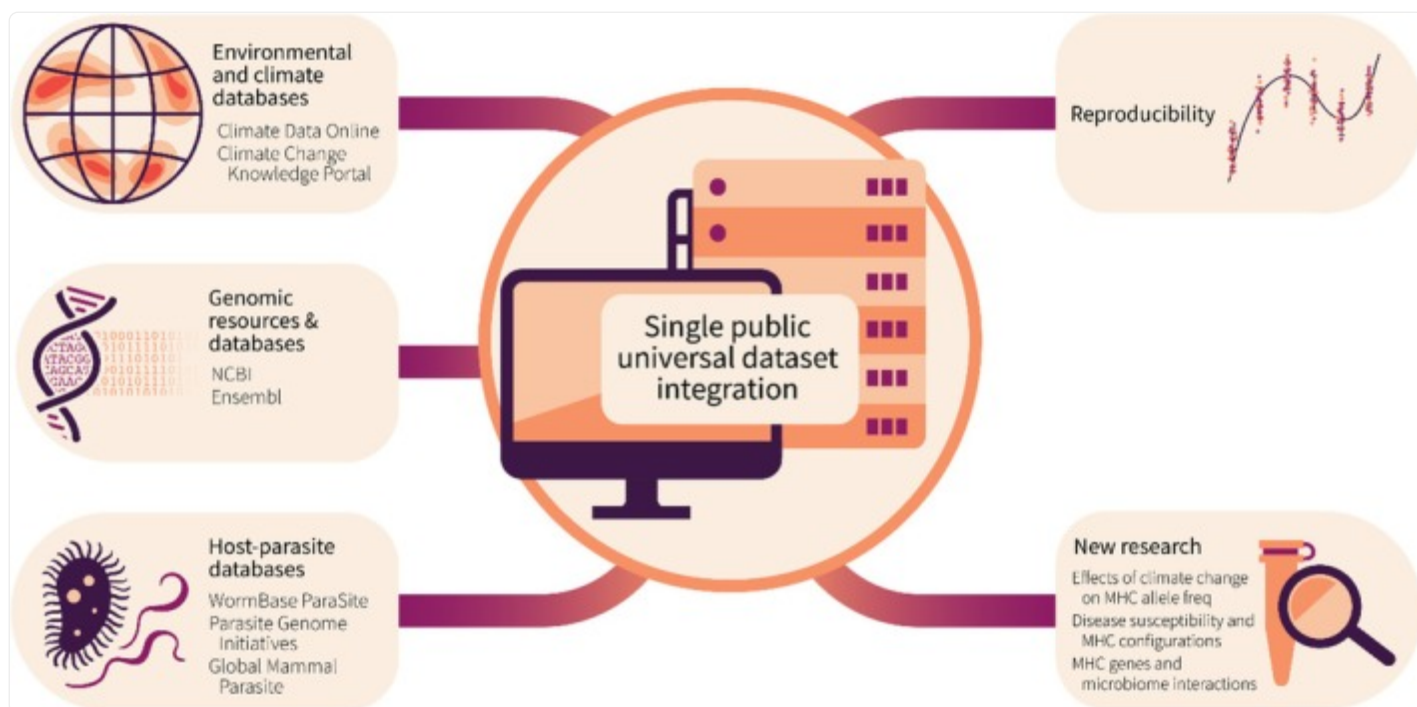 Environmental
and climate
databases
Climate Data Online
Climate Change
Knowledge Portal
Genomic
resources &
databases
NCBI
Ensembl
Host-parasite
databases
WormBase ParaSite
Parasite Genome
Initiatives
Global Mammal
Parasite
Single public
universal dataset
integration
Reproducibility
New research
Effects of climate change
on MHC allele freq
Disease susceptibility and
MHC configurations
MHC genes and
microbiome interactions